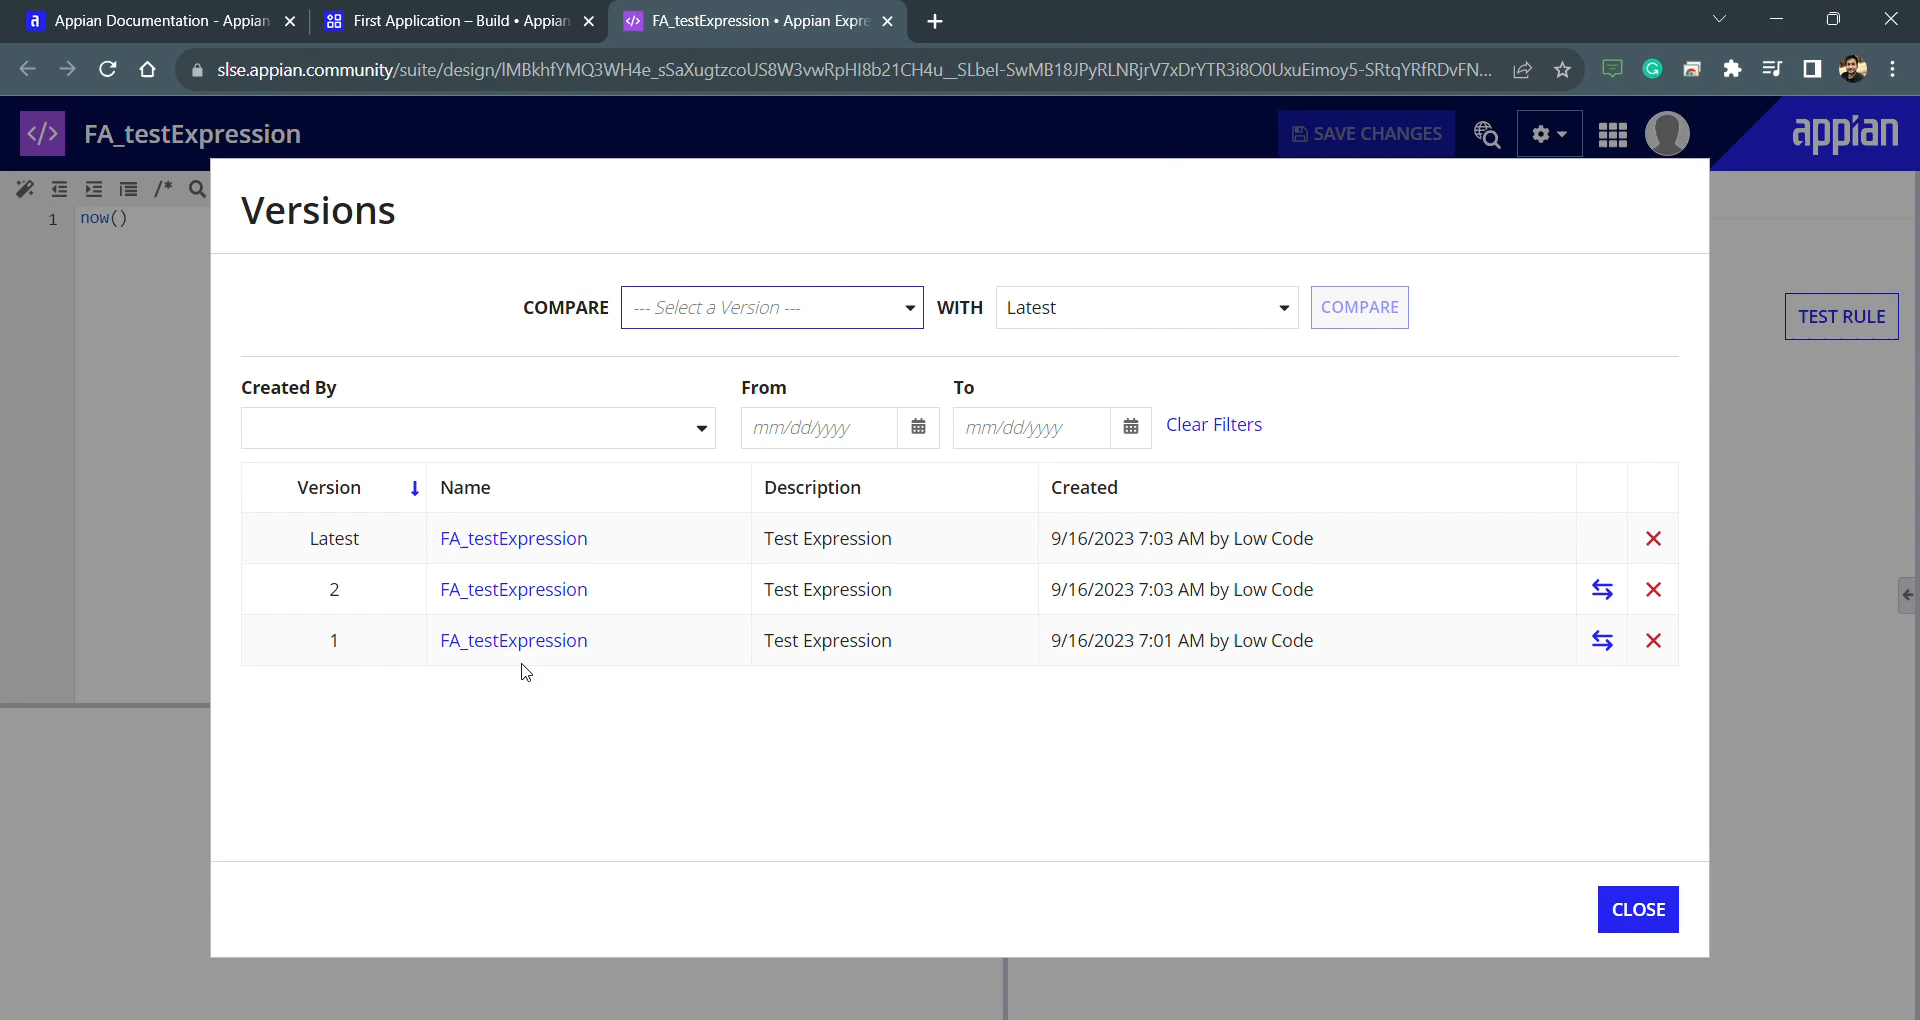 Appian Documentation - Appian
First Application – Build • Appian
FA_testExpression • Appian Expre
slse.appian.community/suite/design/IMBkhfYMQ3WH4e_sSaXugtzcoUS8W3vwRpHI8b21CH4u__SLbeI-SwMB18JPyRLNRjrV7xDrYTR3i8O0UxuEimoy5-SRtqYRfRDvFN...
FA_testExpression
SAVE CHANGES
appian
1 now()
Versions
COMPARE --- Select a Version --- WITH Latest COMPARE
TEST RULE
Created By From To
mm/dd/yyyy mm/dd/yyyy Clear Filters
Version Name Description Created
Latest FA_testExpression Test Expression 9/16/2023 7:03 AM by Low Code
2 FA_testExpression Test Expression 9/16/2023 7:03 AM by Low Code
1 FA_testExpression Test Expression 9/16/2023 7:01 AM by Low Code
CLOSE